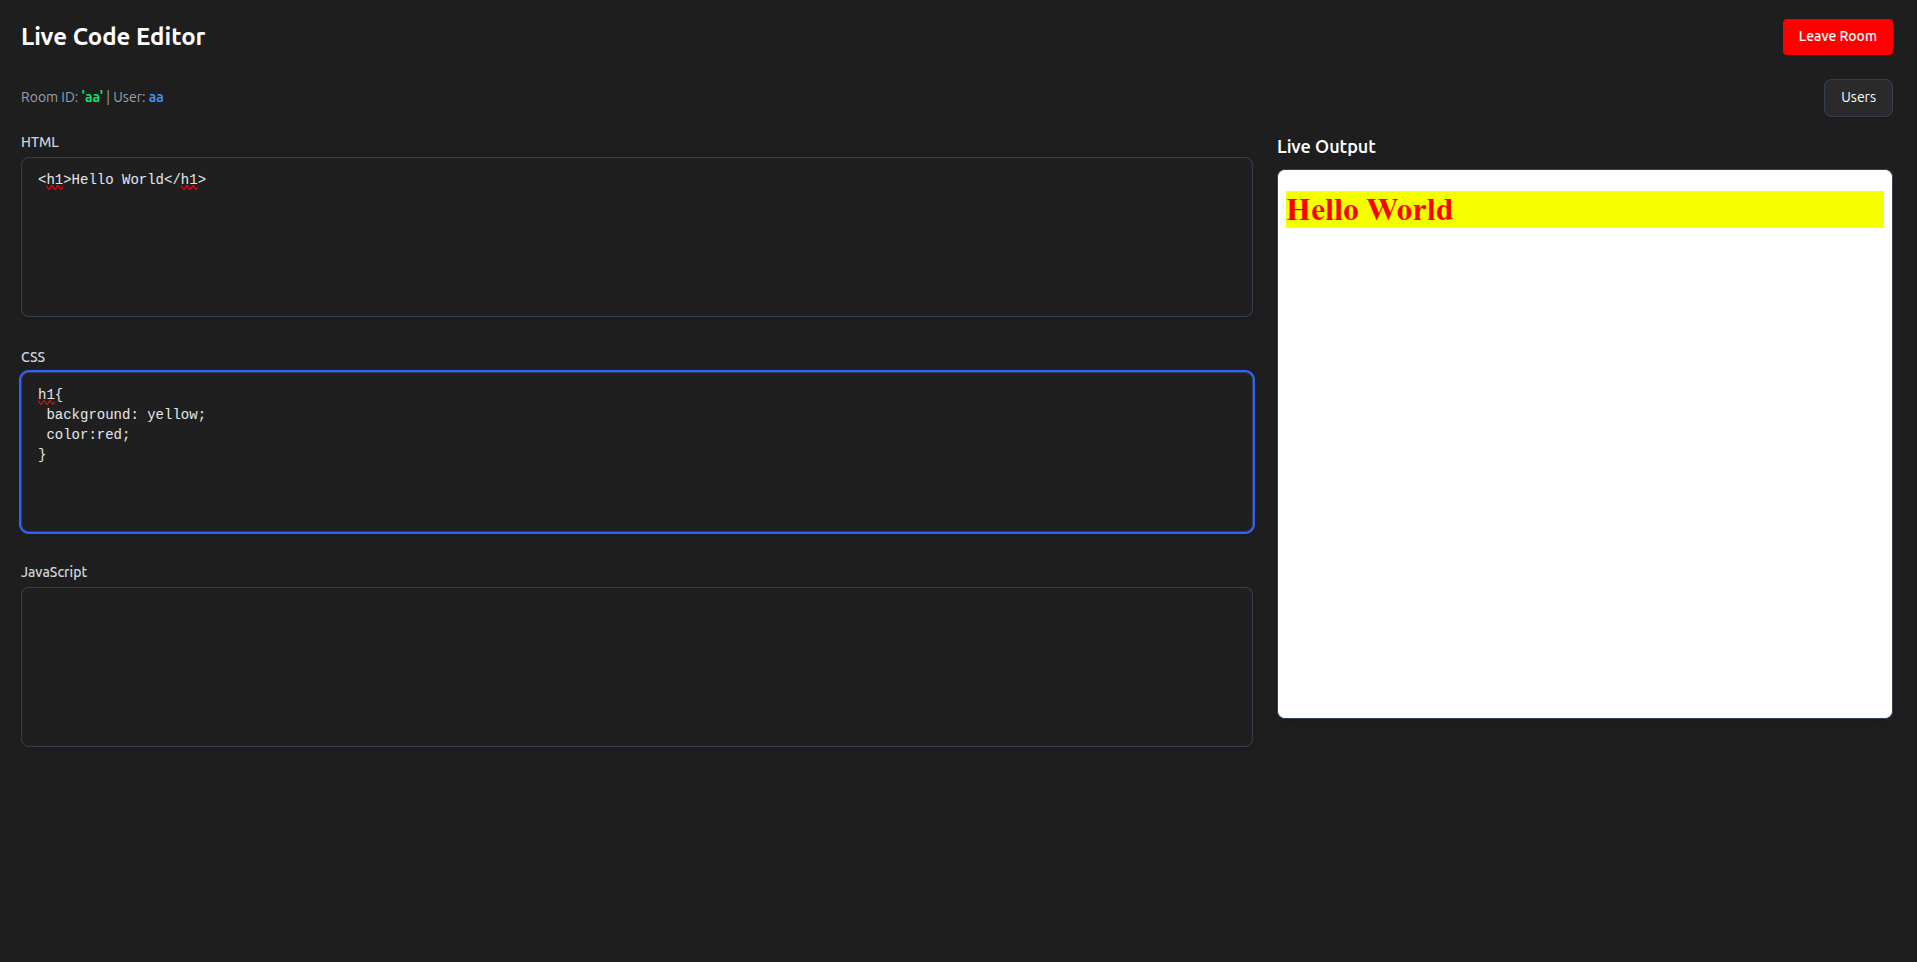 Live Code Editor
Leave Room
Room ID: 'aa' | User: aa
Users
HTML
<h1>Hello World</h1>
CSS
h1{
 background: yellow;
 color:red;
}
JavaScript
Live Output
Hello World